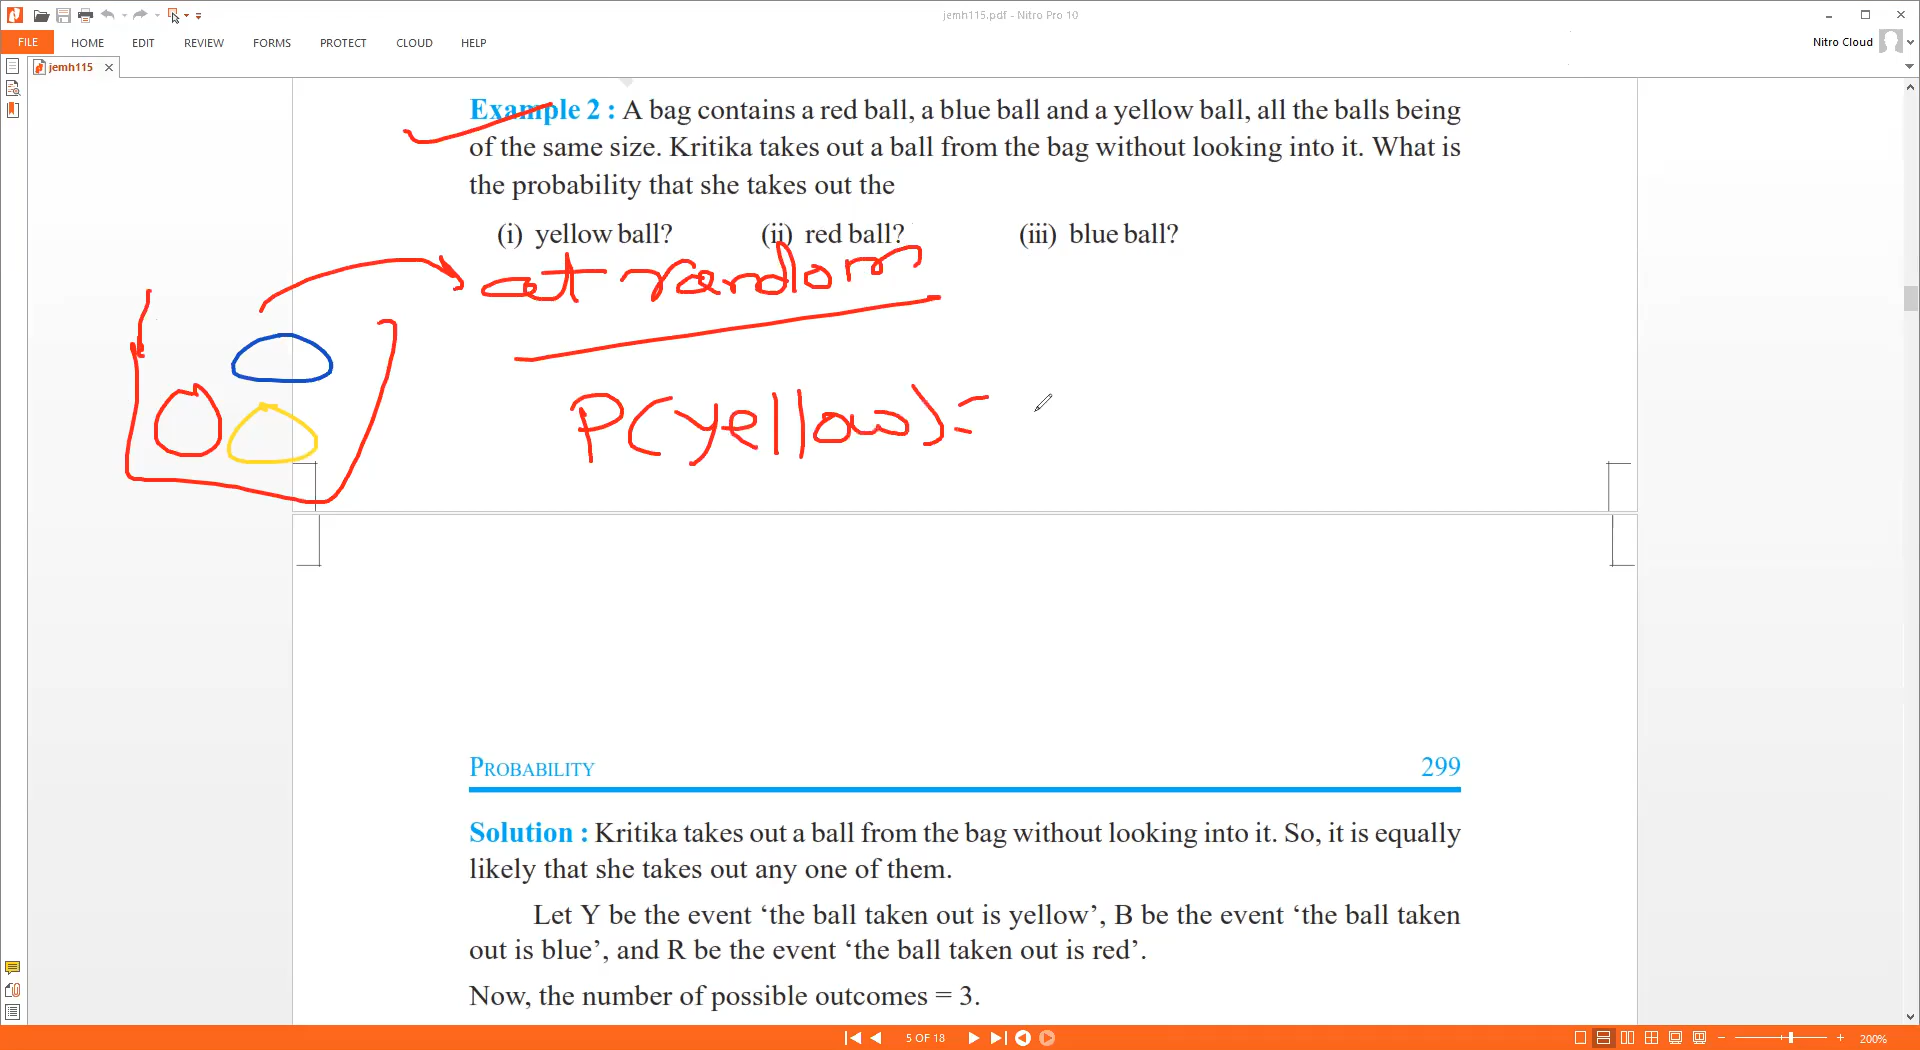 jemh115.pdf - Nitro Pro 10
FILE HOME EDIT REVIEW FORMS PROTECT CLOUD HELP
Nitro Cloud
jemh115
Example 2 : A bag contains a red ball, a blue ball and a yellow ball, all the balls being
of the same size. Kritika takes out a ball from the bag without looking into it. What is
the probability that she takes out the
(i) yellow ball? (ii) red ball? (iii) blue ball?
at random
P(yellow)=
PROBABILITY 299
Solution : Kritika takes out a ball from the bag without looking into it. So, it is equally
likely that she takes out any one of them.
Let Y be the event ‘the ball taken out is yellow’, B be the event ‘the ball taken
out is blue’, and R be the event ‘the ball taken out is red’.
Now, the number of possible outcomes = 3.
5 OF 18
200%